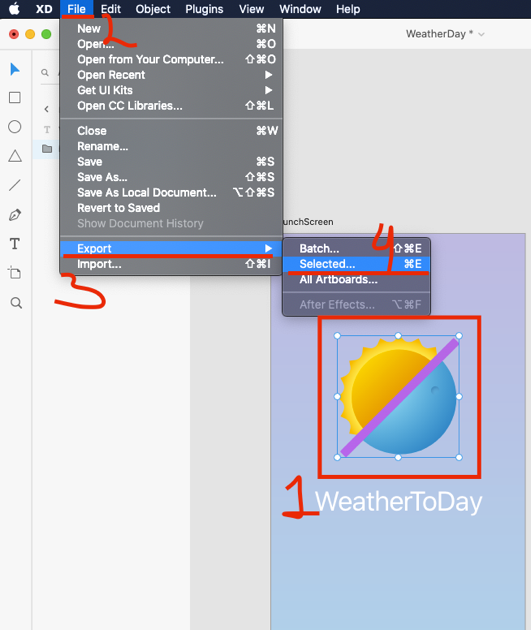 XD File Edit Object Plugins View Window Help
2
WeatherDay *
New ⌘N
Open... ⌘O
Open from Your Computer... ⇧⌘O
Open Recent
Get UI Kits
Open CC Libraries... ⇧⌘L
Close ⌘W
Rename...
Save ⌘S
Save As... ⇧⌘S
Save As Local Document... ⌥⇧⌘S
Revert to Saved
Show Document History
unchScreen
Export
Import... ⇧⌘I
3
4
Batch... ⇧⌘E
Selected... ⌘E
All Artboards...
After Effects... ⌥⌘F
1
WeatherToDay